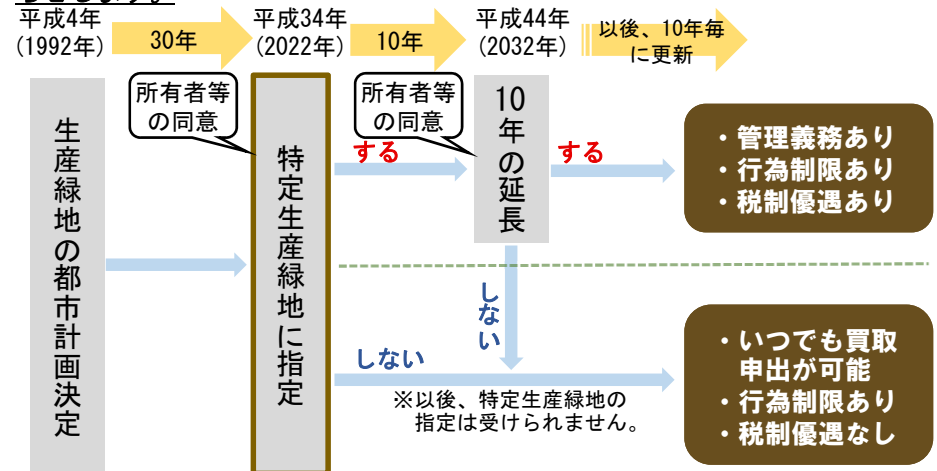 うとします。
平成4年
(1992年)
30年
平成34年
(2022年)
10年
平成44年
(2032年)
以後、10年毎
に更新
所有者等
の同意
所有者等
の同意
生産緑地の都市計画決定
特定生産緑地に指定
する
10年の延長
する
しない
しない
※以後、特定生産緑地の
指定は受けられません。
・管理義務あり
・行為制限あり
・税制優遇あり
・いつでも買取
申出が可能
・行為制限あり
・税制優遇なし